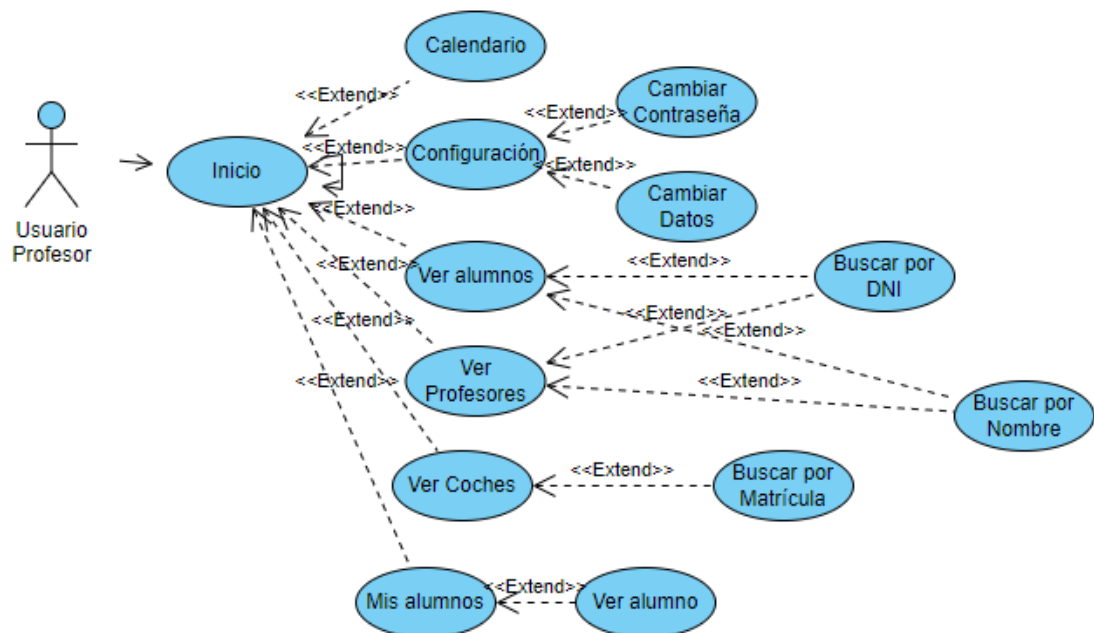 Calendario
<<Extend>>
Cambiar
Contraseña
<<Extend>>
Usuario
Profesor
Inicio
<<Extend>>
Configuración
<<Extend>>
Cambiar
Datos
<<Extend>>
Ver alumnos
<<Extend>>
Buscar por
DNI
<<Extend>>
<<Extend>>
<<Extend>>
Ver
Profesores
<<Extend>>
<<Extend>>
Buscar por
Nombre
Ver Coches
<<Extend>>
Buscar por
Matrícula
Mis alumnos
<<Extend>>
Ver alumno